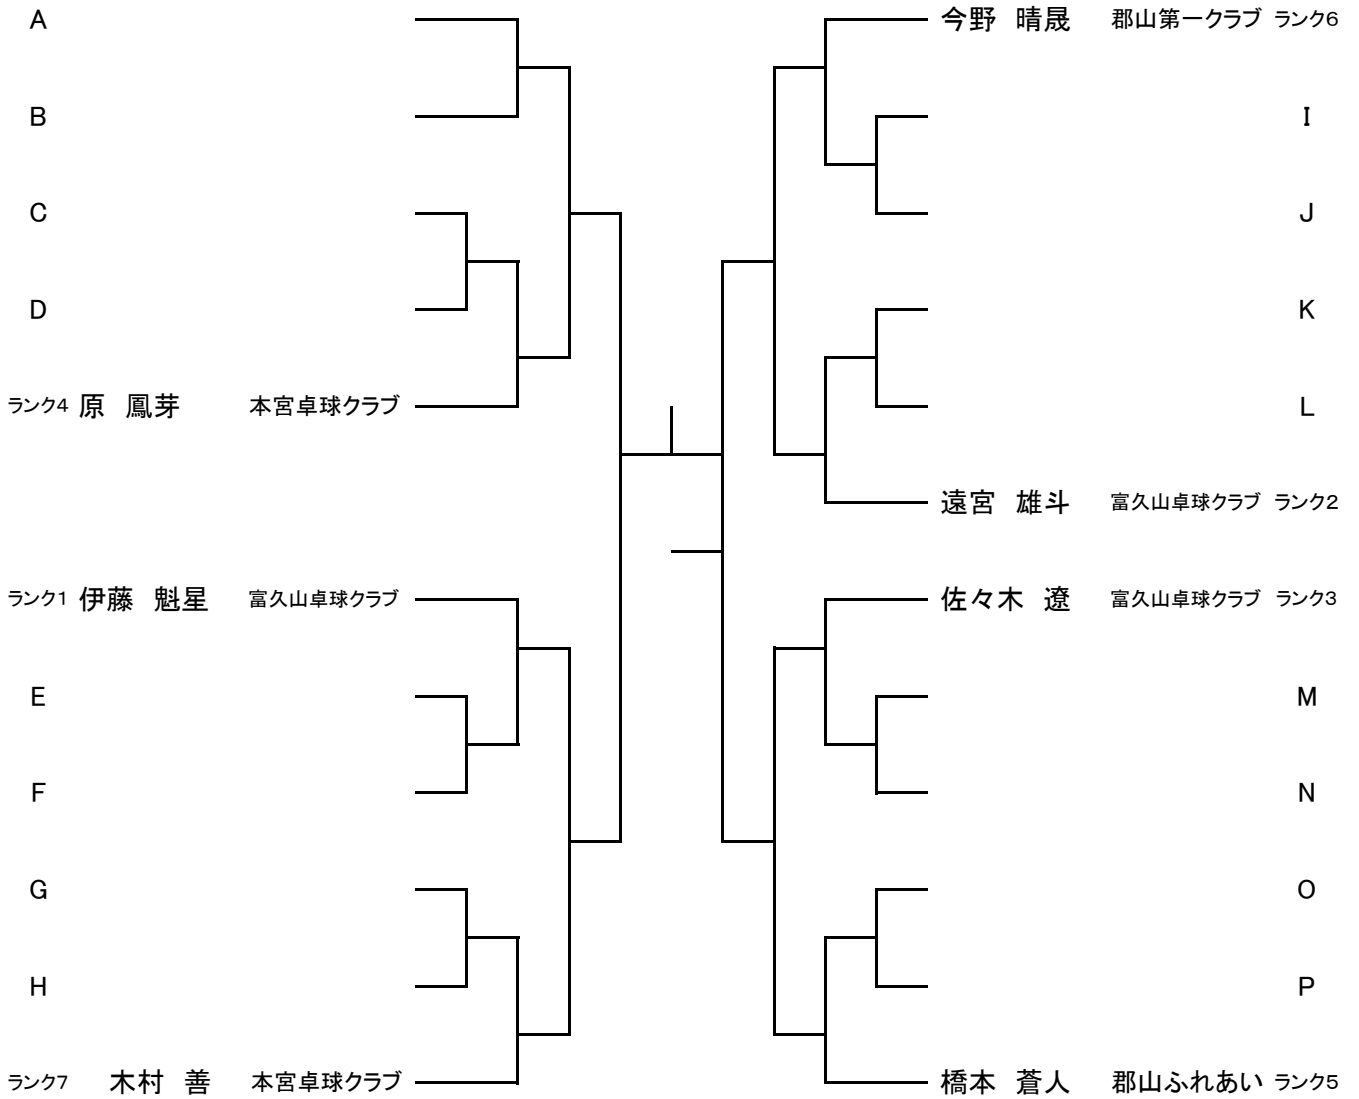 A
B
C
D
ランク4 原　鳳芽 本宮卓球クラブ
ランク1 伊藤　魁星 富久山卓球クラブ
E
F
G
H
ランク7 木村　善 本宮卓球クラブ
今野　晴晟 郡山第一クラブ ランク6
I
J
K
L
遠宮　雄斗 富久山卓球クラブ ランク2
佐々木　遼 富久山卓球クラブ ランク3
M
N
O
P
橋本　蒼人 郡山ふれあい ランク5